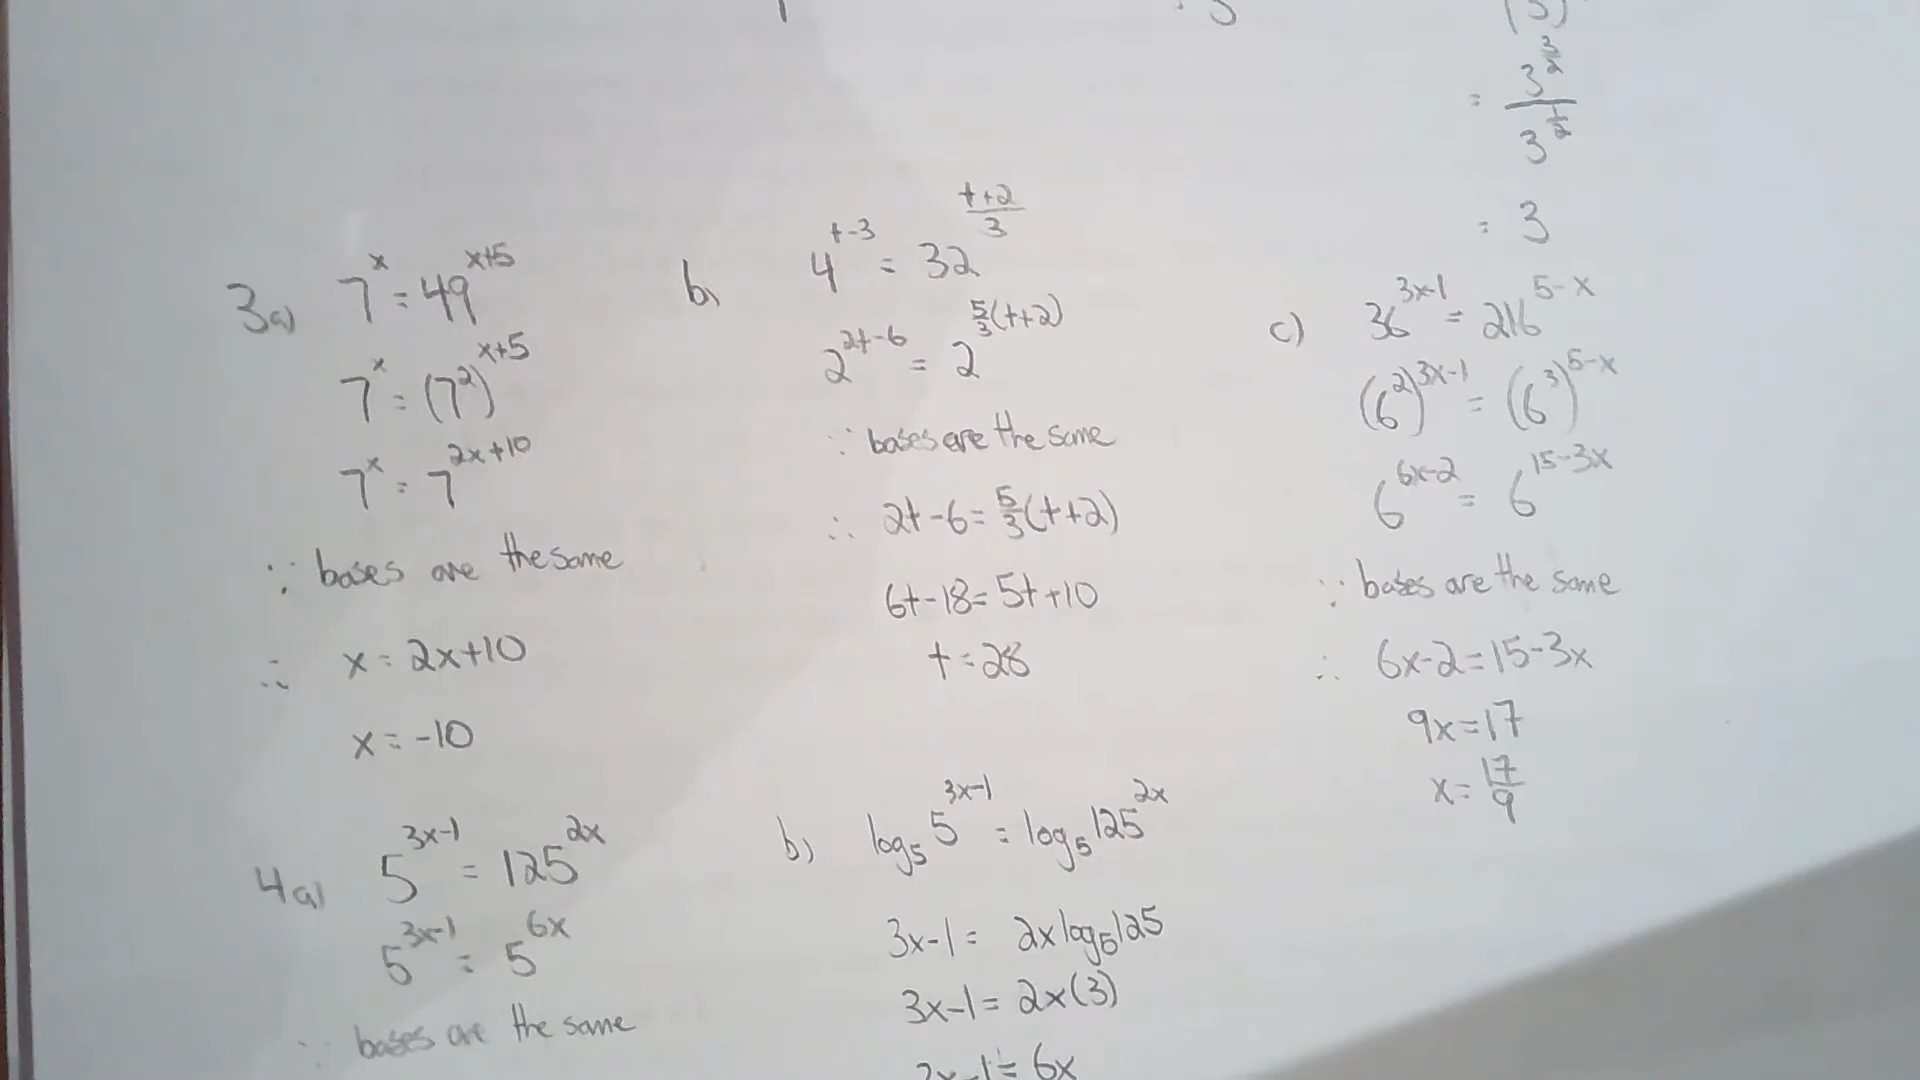 = 3^(3/2) / 3^(1/2)
= 3
3a) 7^x = 49^(x+5)
7^x = (7^2)^(x+5)
7^x = 7^(2x+10)
∵ bases are the same
∴ x = 2x+10
x = -10
b) 4^(t-3) = 32^((t+2)/3)
2^(2t-6) = 2^(5/3(t+2))
∵ bases are the same
∴ 2t-6 = 5/3(t+2)
6t-18 = 5t+10
t = 28
c) 36^(3x-1) = 216^(5-x)
(6^2)^(3x-1) = (6^3)^(5-x)
6^(6x-2) = 6^(15-3x)
∵ bases are the same
∴ 6x-2 = 15-3x
9x = 17
x = 17/9
4a) 5^(3x-1) = 125^(2x)
5^(3x-1) = 5^(6x)
∵ bases are the same
b) log₅ 5^(3x-1) = log₅ 125^(2x)
3x-1 = 2x log₅ 125
3x-1 = 2x(3)
3x-1 = 6x